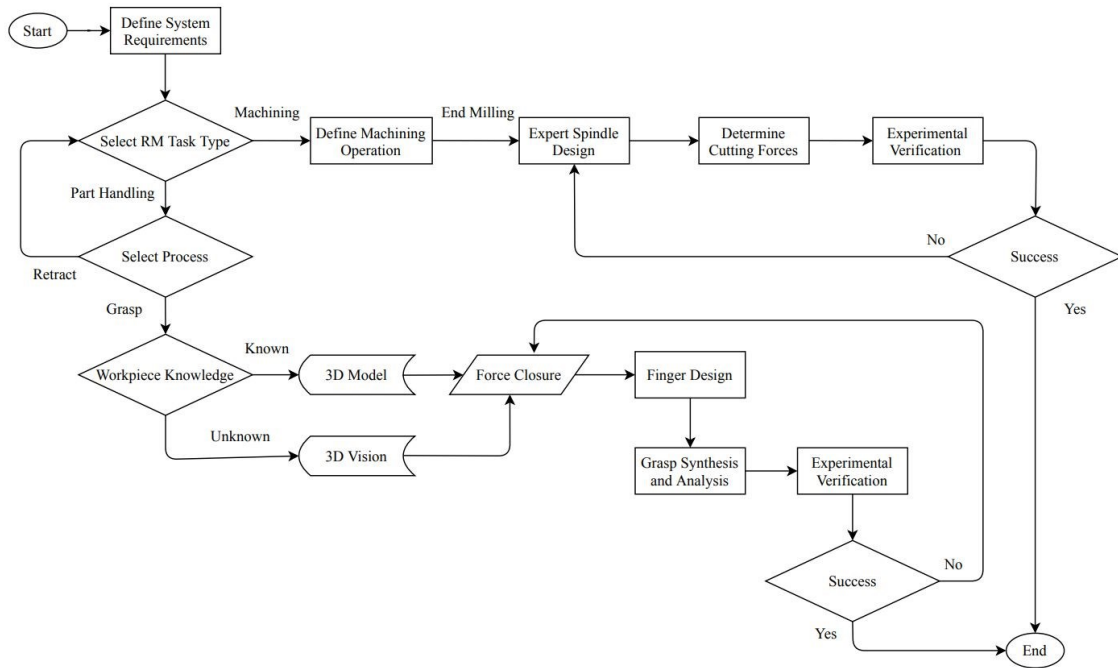 Start
Define System
Requirements
Machining
End Milling
Select RM Task Type
Define Machining
Operation
Expert Spindle
Design
Determine
Cutting Forces
Experimental
Verification
Part Handling
No
Select Process
Success
Retract
Yes
Grasp
Known
Workpiece Knowledge
3D Model
Force Closure
Finger Design
Unknown
3D Vision
Grasp Synthesis
and Analysis
Experimental
Verification
No
Success
Yes
End